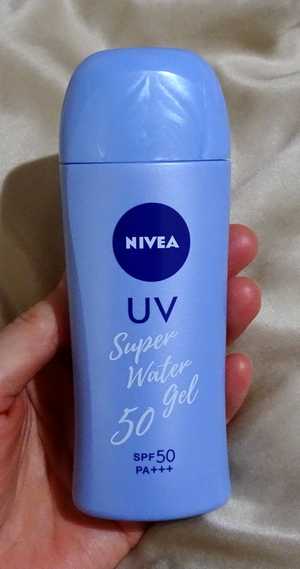 NIVEA
UV
Super
Water
Gel
50
SPF50
PA+++